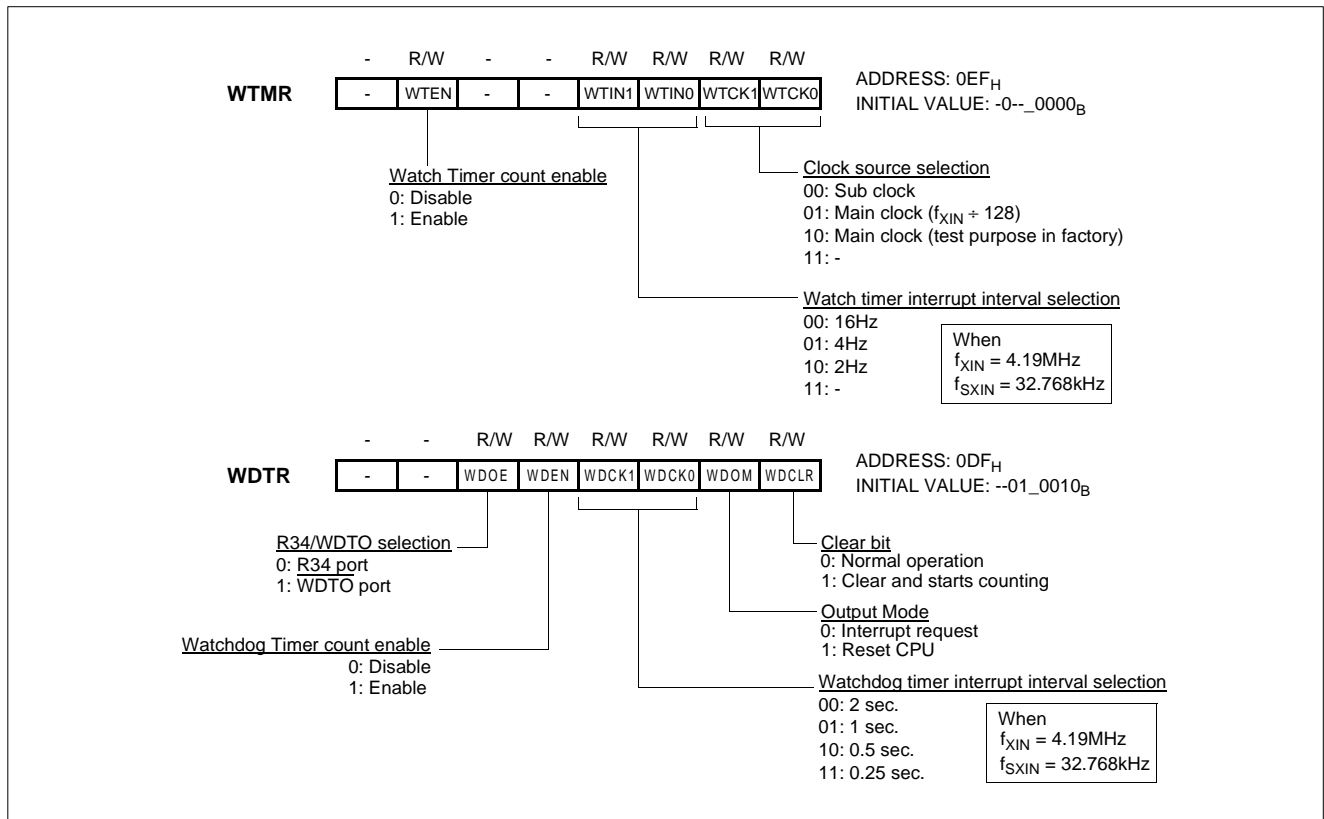 - R/W - - R/W R/W R/W R/W
WTMR - WTEN - - WTIN1 WTIN0 WTCK1 WTCK0
ADDRESS: 0EFH
INITIAL VALUE: -0--_0000B
Watch Timer count enable
0: Disable
1: Enable
Clock source selection
00: Sub clock
01: Main clock (fXIN ÷ 128)
10: Main clock (test purpose in factory)
11: -
Watch timer interrupt interval selection
00: 16Hz
01: 4Hz
10: 2Hz
11: -
When
fXIN = 4.19MHz
fSXIN = 32.768kHz
- - R/W R/W R/W R/W R/W R/W
WDTR - - WDOE WDEN WDCK1 WDCK0 WDOM WDCLR
ADDRESS: 0DFH
INITIAL VALUE: --01_0010B
R34/WDTO selection
0: R34 port
1: WDTO port
Watchdog Timer count enable
0: Disable
1: Enable
Clear bit
0: Normal operation
1: Clear and starts counting
Output Mode
0: Interrupt request
1: Reset CPU
Watchdog timer interrupt interval selection
00: 2 sec.
01: 1 sec.
10: 0.5 sec.
11: 0.25 sec.
When
fXIN = 4.19MHz
fSXIN = 32.768kHz